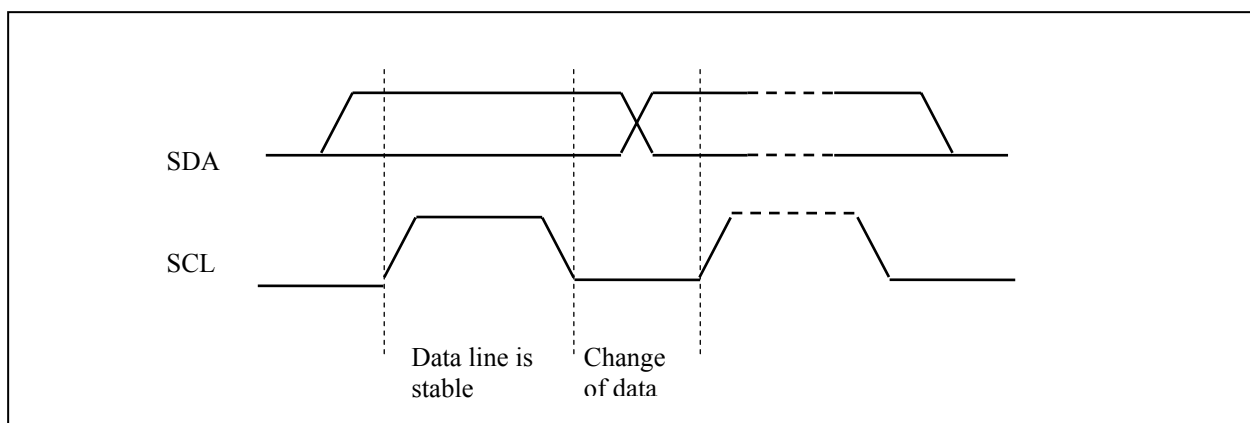 SDA
SCL
Data line is
stable
Change
of data